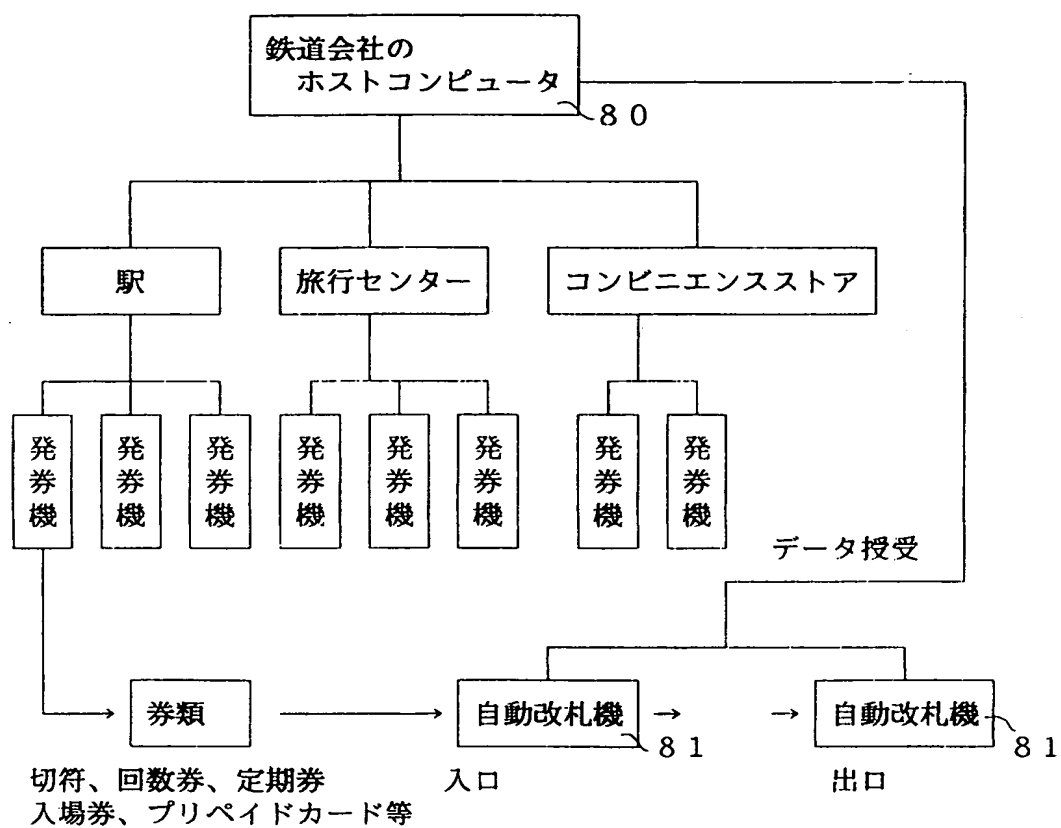 鉄道会社の
ホストコンピュータ
80
駅
旅行センター
コンビニエンスストア
発券機
発券機
発券機
発券機
発券機
発券機
発券機
発券機
データ授受
券類
→
自動改札機
→
→
自動改札機
81
81
切符、回数券、定期券
入場券、プリペイドカード等
入口
出口